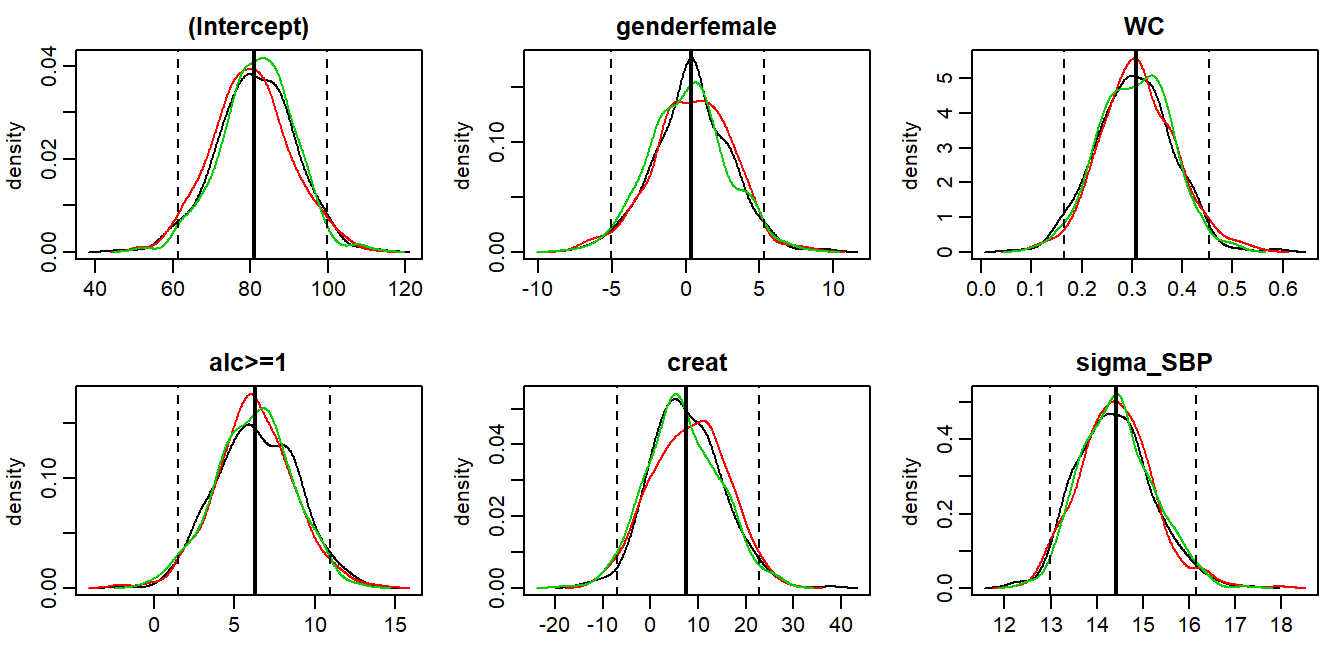 (Intercept)
density
0.00 0.02 0.04
40 60 80 100 120
genderfemale
density
0.00 0.10
-10 -5 0 5 10
WC
density
0 1 2 3 4 5
0.0 0.1 0.2 0.3 0.4 0.5 0.6
alc>=1
density
0.00 0.10
0 5 10 15
creat
density
0.00 0.02 0.04
-20 -10 0 10 20 30 40
sigma_SBP
density
0.0 0.2 0.4
12 13 14 15 16 17 18